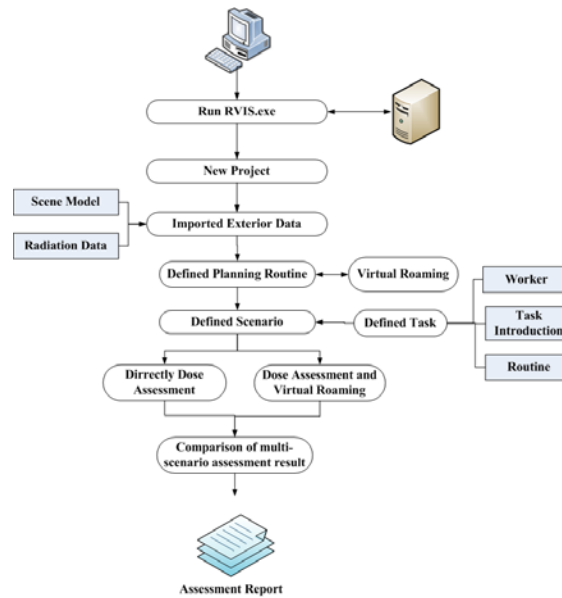 Run RVIS.exe
New Project
Scene Model
Imported Exterior Data
Radiation Data
Defined Planning Routine
Virtual Roaming
Worker
Defined Scenario
Defined Task
Task
Introduction
Routine
Dirrectly Dose
Assessment
Dose Assessment and
Virtual Roaming
Comparison of multi-
scenario assessment result
Assessment Report